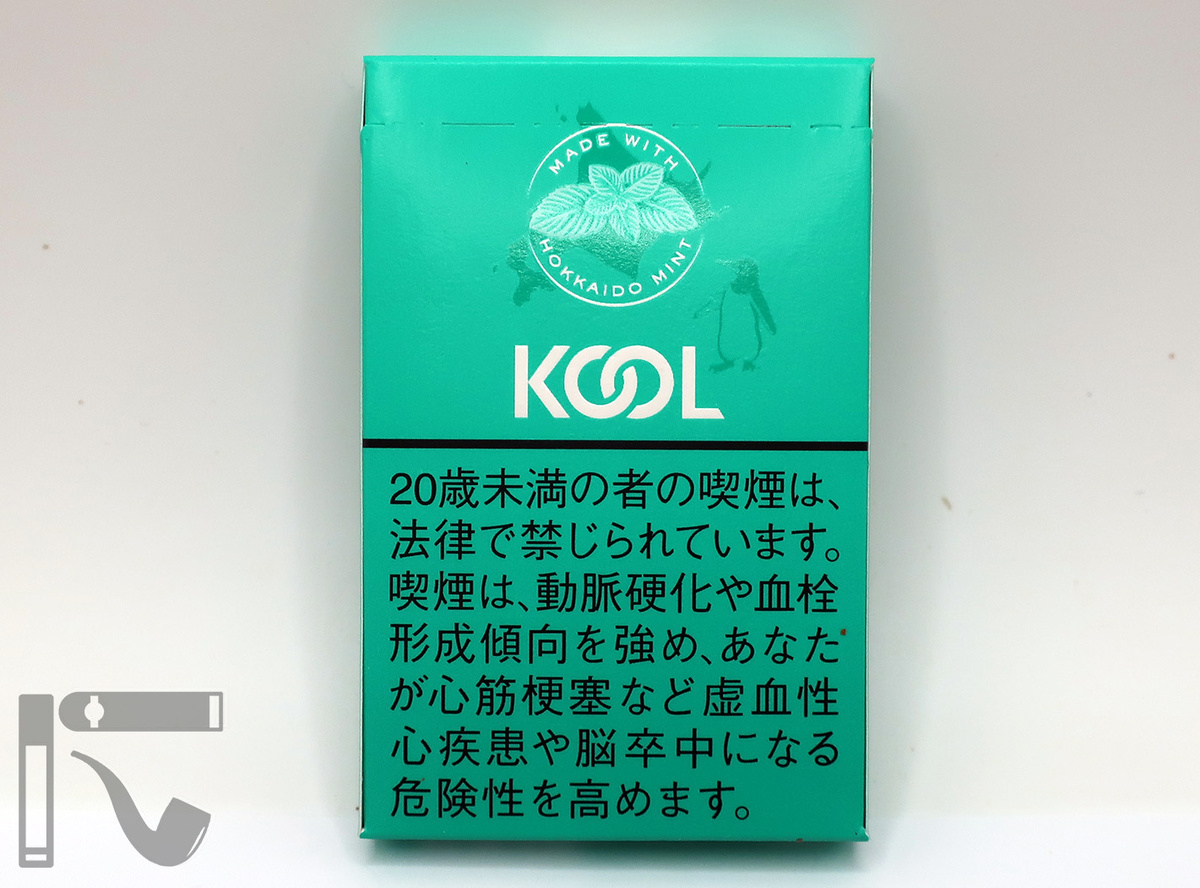 MADE WITH
HOKKAIDO MINT
KOOL
20歳未満の者の喫煙は、
法律で禁じられています。
喫煙は、動脈硬化や血栓
形成傾向を強め、あなた
が心筋梗塞など虚血性
心疾患や脳卒中になる
危険性を高めます。